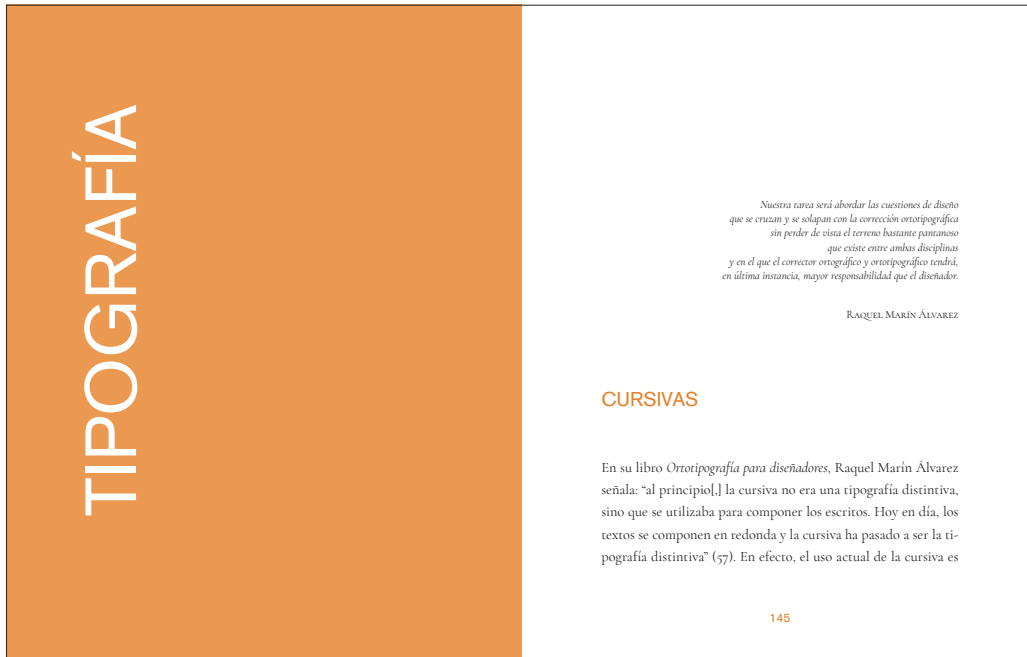 TIPOGRAFÍA
Nuestra tarea será abordar las cuestiones de diseño
que se cruzan y se solapan con la corrección ortotipográfica
sin perder de vista el terreno bastante pantanoso
que existe entre ambas disciplinas
y en el que el corrector ortográfico y ortotipográfico tendrá,
en última instancia, mayor responsabilidad que el diseñador.
Raquel Marín Álvarez
CURSIVAS
En su libro Ortotipografía para diseñadores, Raquel Marín Álvarez
señala: “al principio[,] la cursiva no era una tipografía distintiva,
sino que se utilizaba para componer los escritos. Hoy en día, los
textos se componen en redonda y la cursiva ha pasado a ser la ti-
pografía distintiva” (57). En efecto, el uso actual de la cursiva es
145